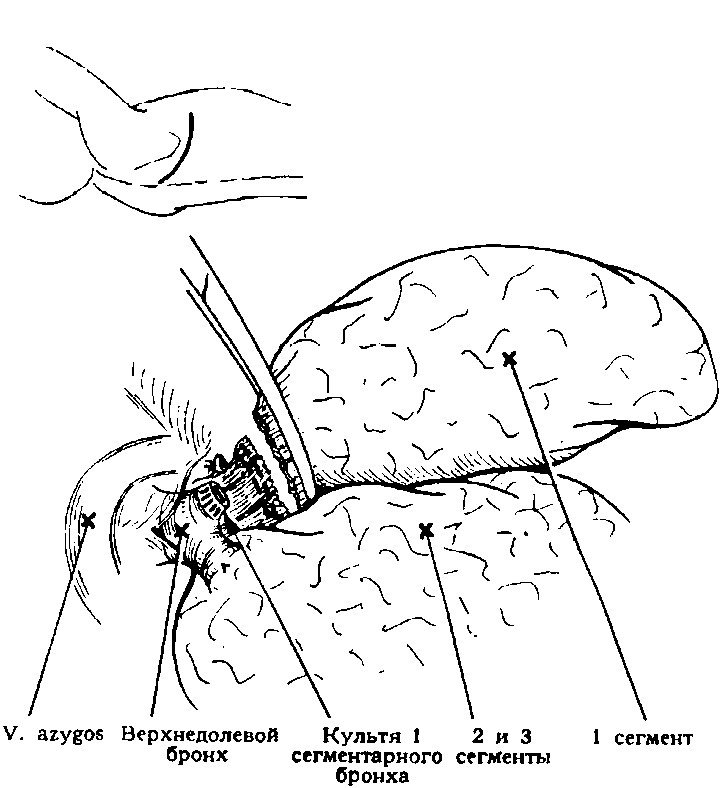 V. azygos Верхнедолевой Культя 1 2 и 3 1 сегмент
бронх сегментарного сегменты
бронха